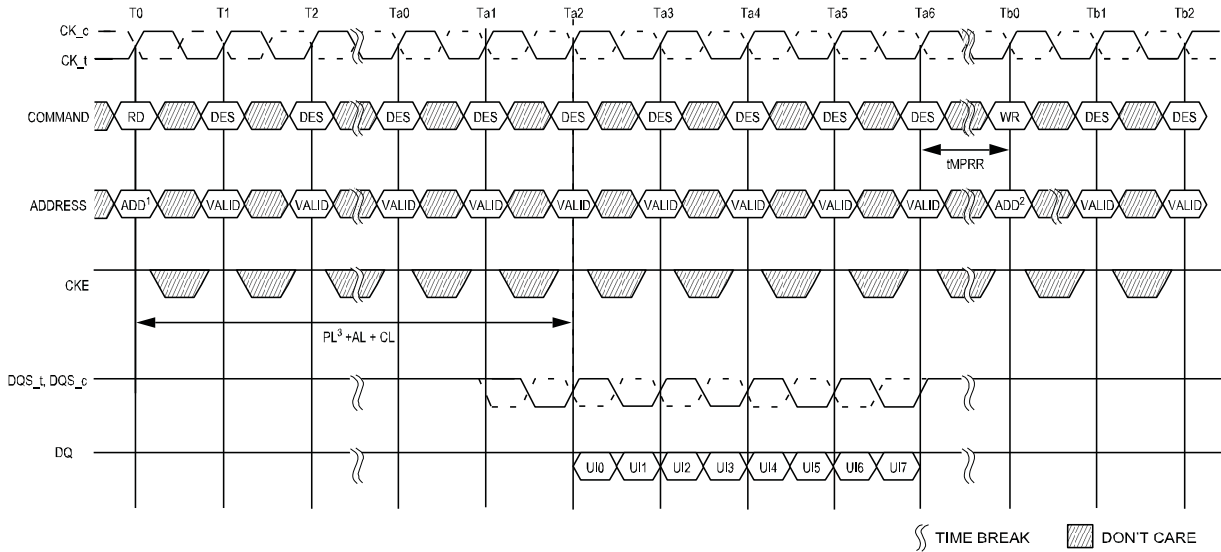 T0 T1 T2 Ta0 Ta1 Ta2 Ta3 Ta4 Ta5 Ta6 Tb0 Tb1 Tb2
CK_c
CK_t
COMMAND RD DES DES DES DES DES DES DES DES DES WR DES DES
tMPRR
ADDRESS ADD¹ VALID VALID VALID VALID VALID VALID VALID VALID VALID ADD² VALID VALID
CKE
PL³ +AL + CL
DQS_t, DQS_c
DQ UI0 UI1 UI2 UI3 UI4 UI5 UI6 UI7
TIME BREAK DON'T CARE